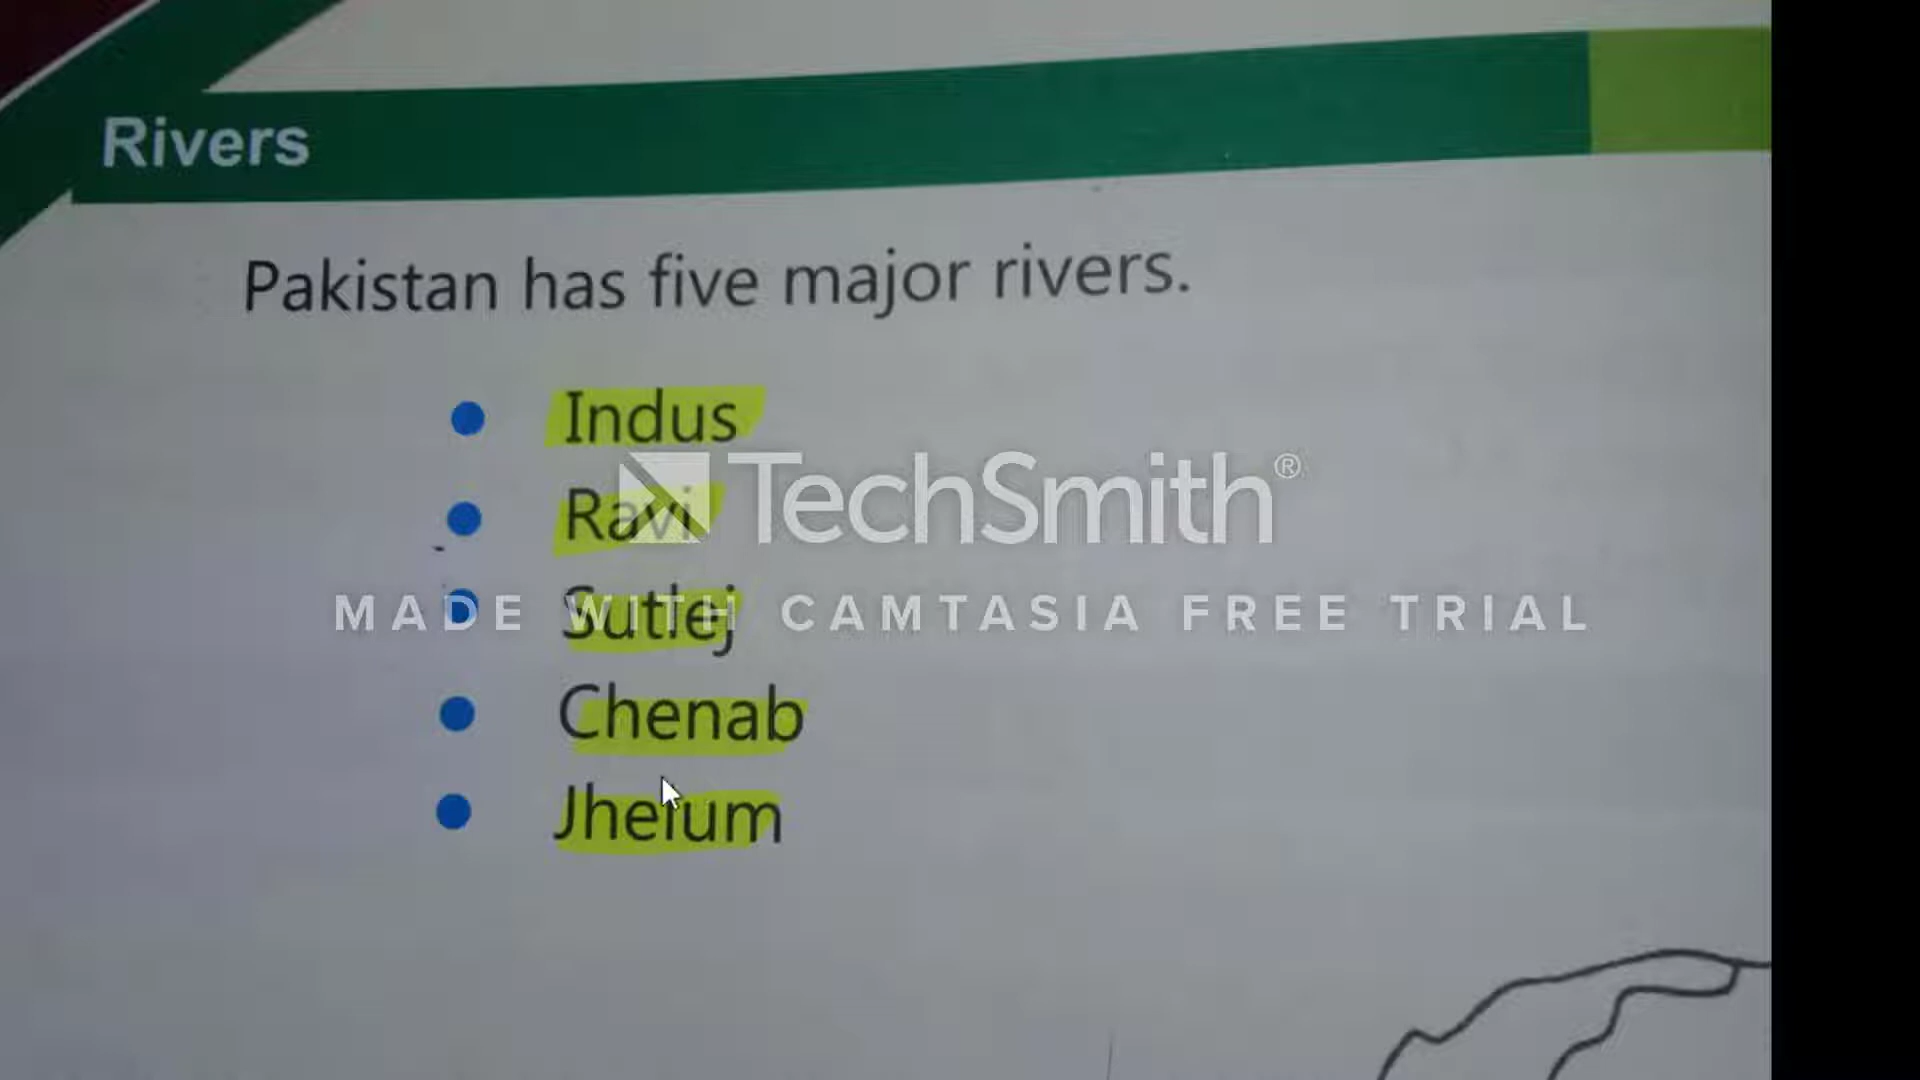 Rivers
Pakistan has five major rivers.
Indus
Ravi
TechSmith®
MADE WITH CAMTASIA FREE TRIAL
Sutlej
Chenab
Jhelum